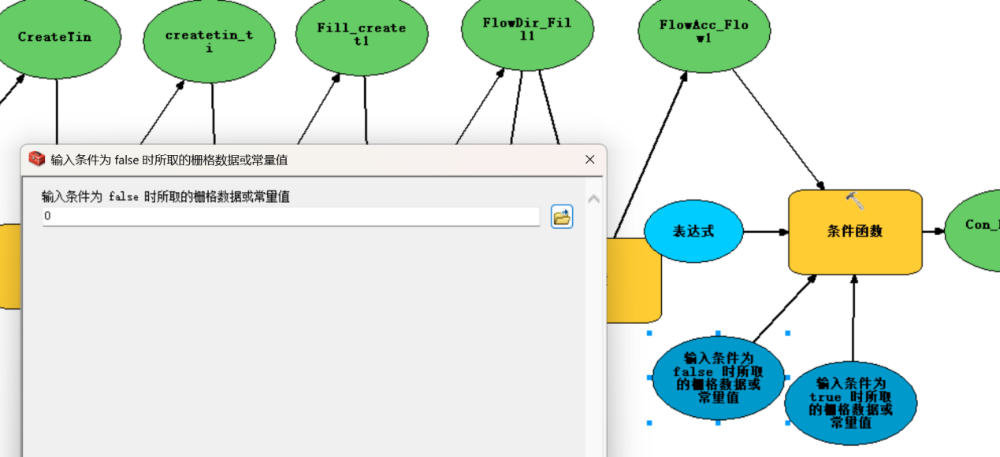 CreateTin
createtin_t
i
Fill_create
t1
FlowDir_Fil
l1
FlowAcc_Flo
w1
输入条件为 false 时所取的栅格数据或常量值
输入条件为 false 时所取的栅格数据或常量值
0
表达式
条件函数
Con_
输入条件为
false 时所取
的栅格数据或
常量值
输入条件为
true 时所取
的栅格数据或
常量值